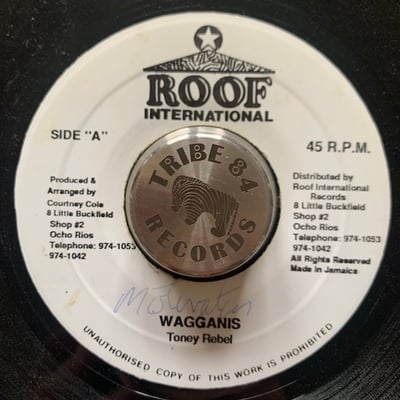 ROOF
INTERNATIONAL
SIDE "A"
45 R.P.M.
TRIBE·84
RECORDS
Produced &
Arranged by
Courtney Cole
8 Little Buckfield
Shop #2
Ocho Rios
Telephone: 974-1053
974-1042
Distributed by
Roof International
Records
8 Little Buckfield
Shop #2
Ocho Rios
Telephone: 974-1053
974-1042
All Rights Reserved
Made in Jamaica
WAGGANIS
Toney Rebel
UNAUTHORISED COPY OF THIS WORK IS PROHIBITED